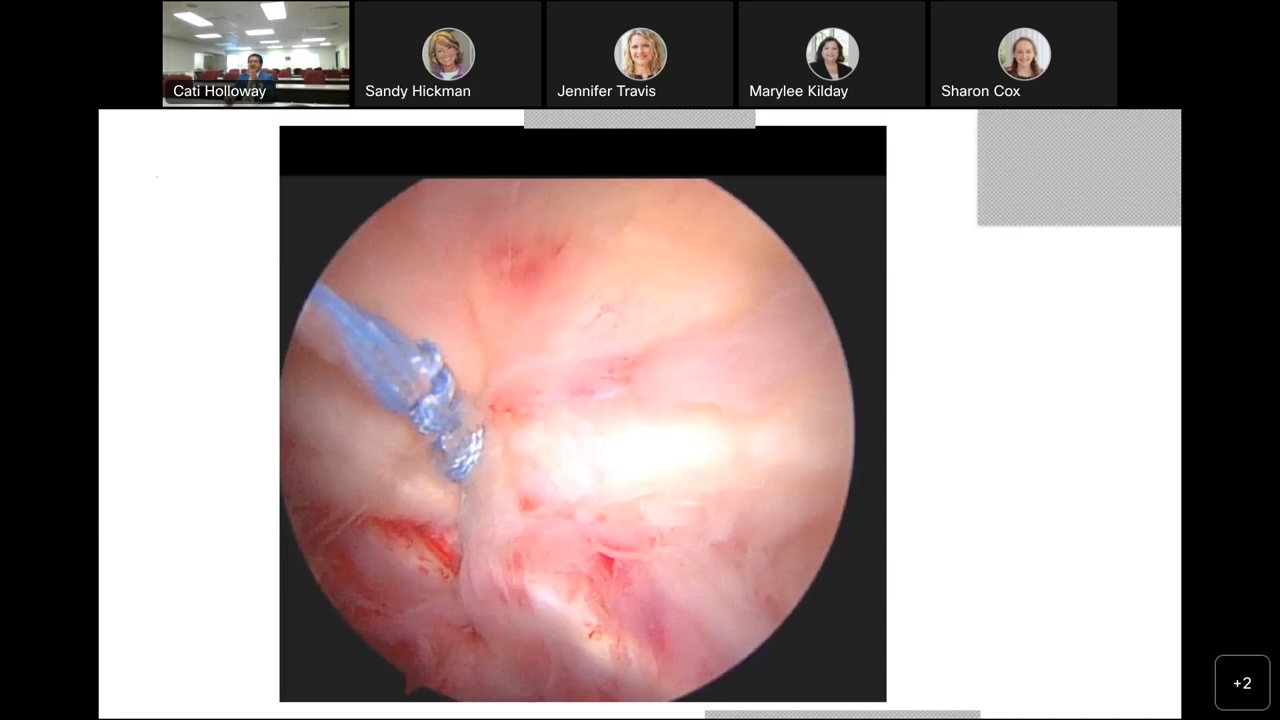 Cati Holloway
Sandy Hickman
Jennifer Travis
Marylee Kilday
Sharon Cox
+2